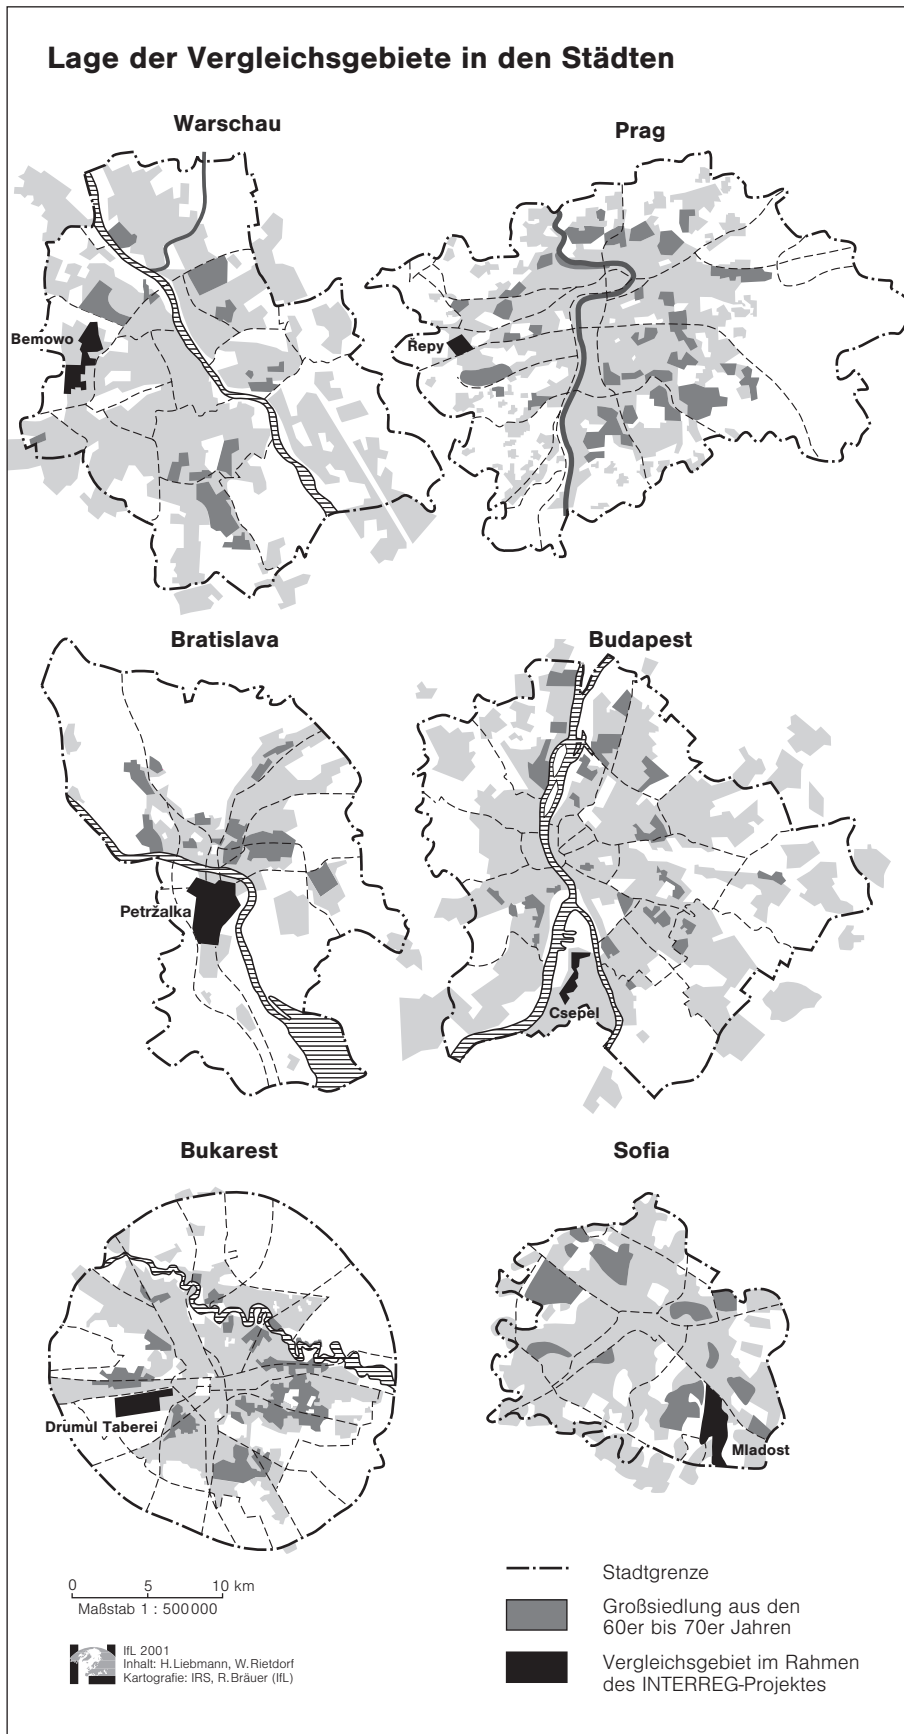 Lage der Vergleichsgebiete in den Städten
Warschau
Prag
Bemowo
Řepy
Bratislava
Budapest
Petržalka
Csepel
Bukarest
Sofia
Drumul Taberei
Mladost
0 5 10 km
Maßstab 1 : 500000
IfL 2001
Inhalt: H.Liebmann, W.Rietdorf
Kartografie: IRS, R.Bräuer (IfL)
Stadtgrenze
Großsiedlung aus den
60er bis 70er Jahren
Vergleichsgebiet im Rahmen
des INTERREG-Projektes